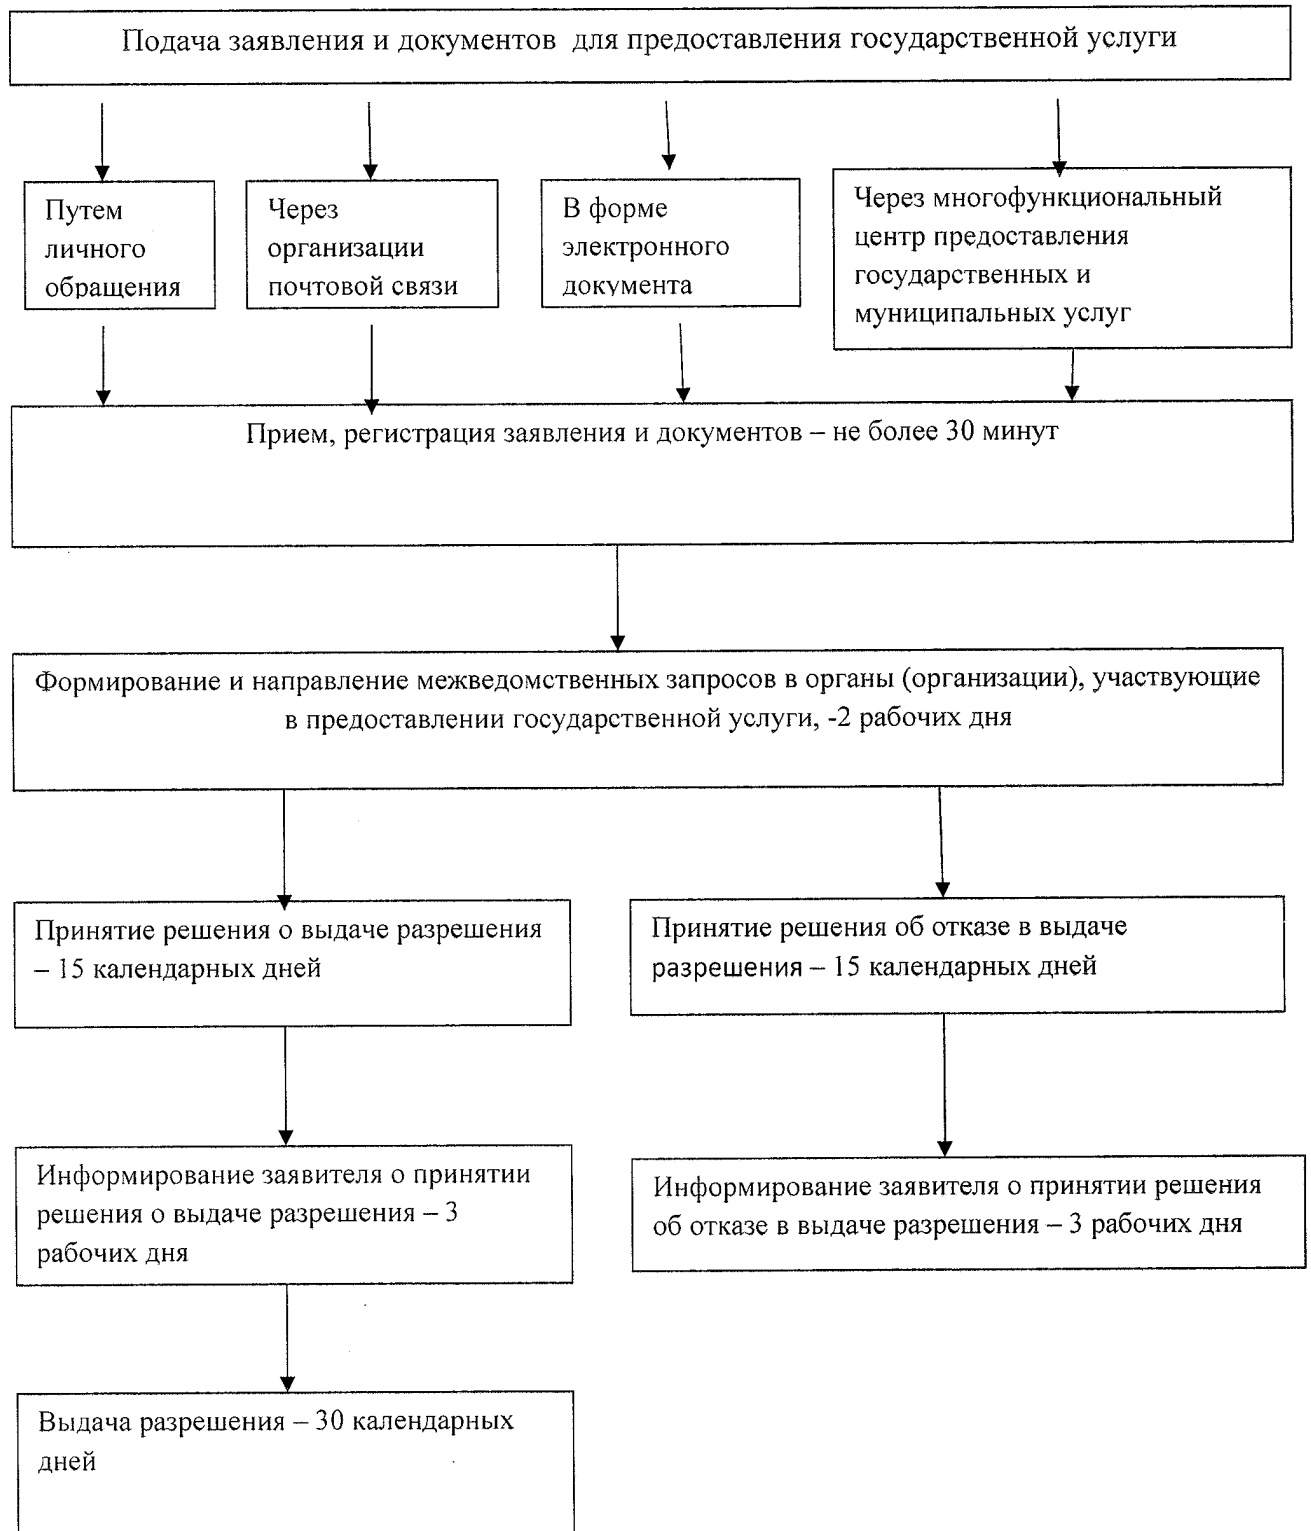 Подача заявления и документов для предоставления государственной услуги
Путем
личного
обращения
Через
организации
почтовой связи
В форме
электронного
документа
Через многофункциональный
центр предоставления
государственных и
муниципальных услуг
Прием, регистрация заявления и документов – не более 30 минут
Формирование и направление межведомственных запросов в органы (организации), участвующие
в предоставлении государственной услуги, -2 рабочих дня
Принятие решения о выдаче разрешения
– 15 календарных дней
Принятие решения об отказе в выдаче
разрешения – 15 календарных дней
Информирование заявителя о принятии
решения о выдаче разрешения – 3
рабочих дня
Информирование заявителя о принятии решения
об отказе в выдаче разрешения – 3 рабочих дня
Выдача разрешения – 30 календарных
дней